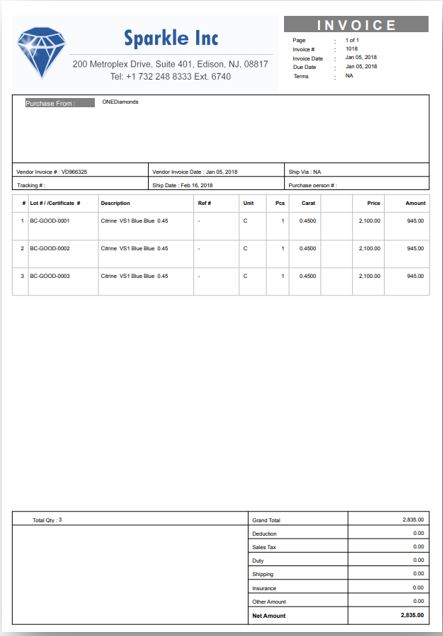 Sparkle Inc
200 Metroplex Drive, Suite 401, Edison, NJ, 08817
Tel: +1 732 248 8333 Ext. 6740
INVOICE
Page : 1 of 1
Invoice # : 1018
Invoice Date : Jan 05, 2018
Due Date : Jan 05, 2018
Terms : NA
Purchase From : ONEDiamonds
Vendor Invoice # : VD966325 Vendor Invoice Date : Jan 05, 2018 Ship Via : NA
Tracking # : Ship Date : Feb 16, 2018 Purchase person # :
# Lot # / /Certificate # Description Ref # Unit Pcs Carat Price Amount
1 BC-GOOD-0001 Citrine VS1 Blue Blue 0.45 - C 1 0.4500 2,100.00 945.00
2 BC-GOOD-0002 Citrine VS1 Blue Blue 0.45 - C 1 0.4500 2,100.00 945.00
3 BC-GOOD-0003 Citrine VS1 Blue Blue 0.45 - C 1 0.4500 2,100.00 945.00
Total Qty : 3 Grand Total 2,835.00
Deduction 0.00
Sales Tax 0.00
Duty 0.00
Shipping 0.00
Insurance 0.00
Other Amount 0.00
Net Amount 2,835.00